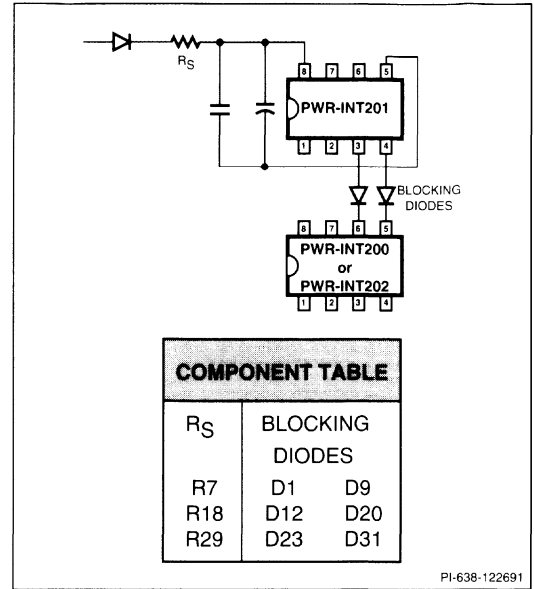 RS
8 7 6 5
PWR-INT201
1 2 3 4
BLOCKING
DIODES
8 7 6 5
PWR-INT200
or
PWR-INT202
1 2 3 4
COMPONENT TABLE
RS BLOCKING
DIODES
R7 D1 D9
R18 D12 D20
R29 D23 D31
PI-638-122691